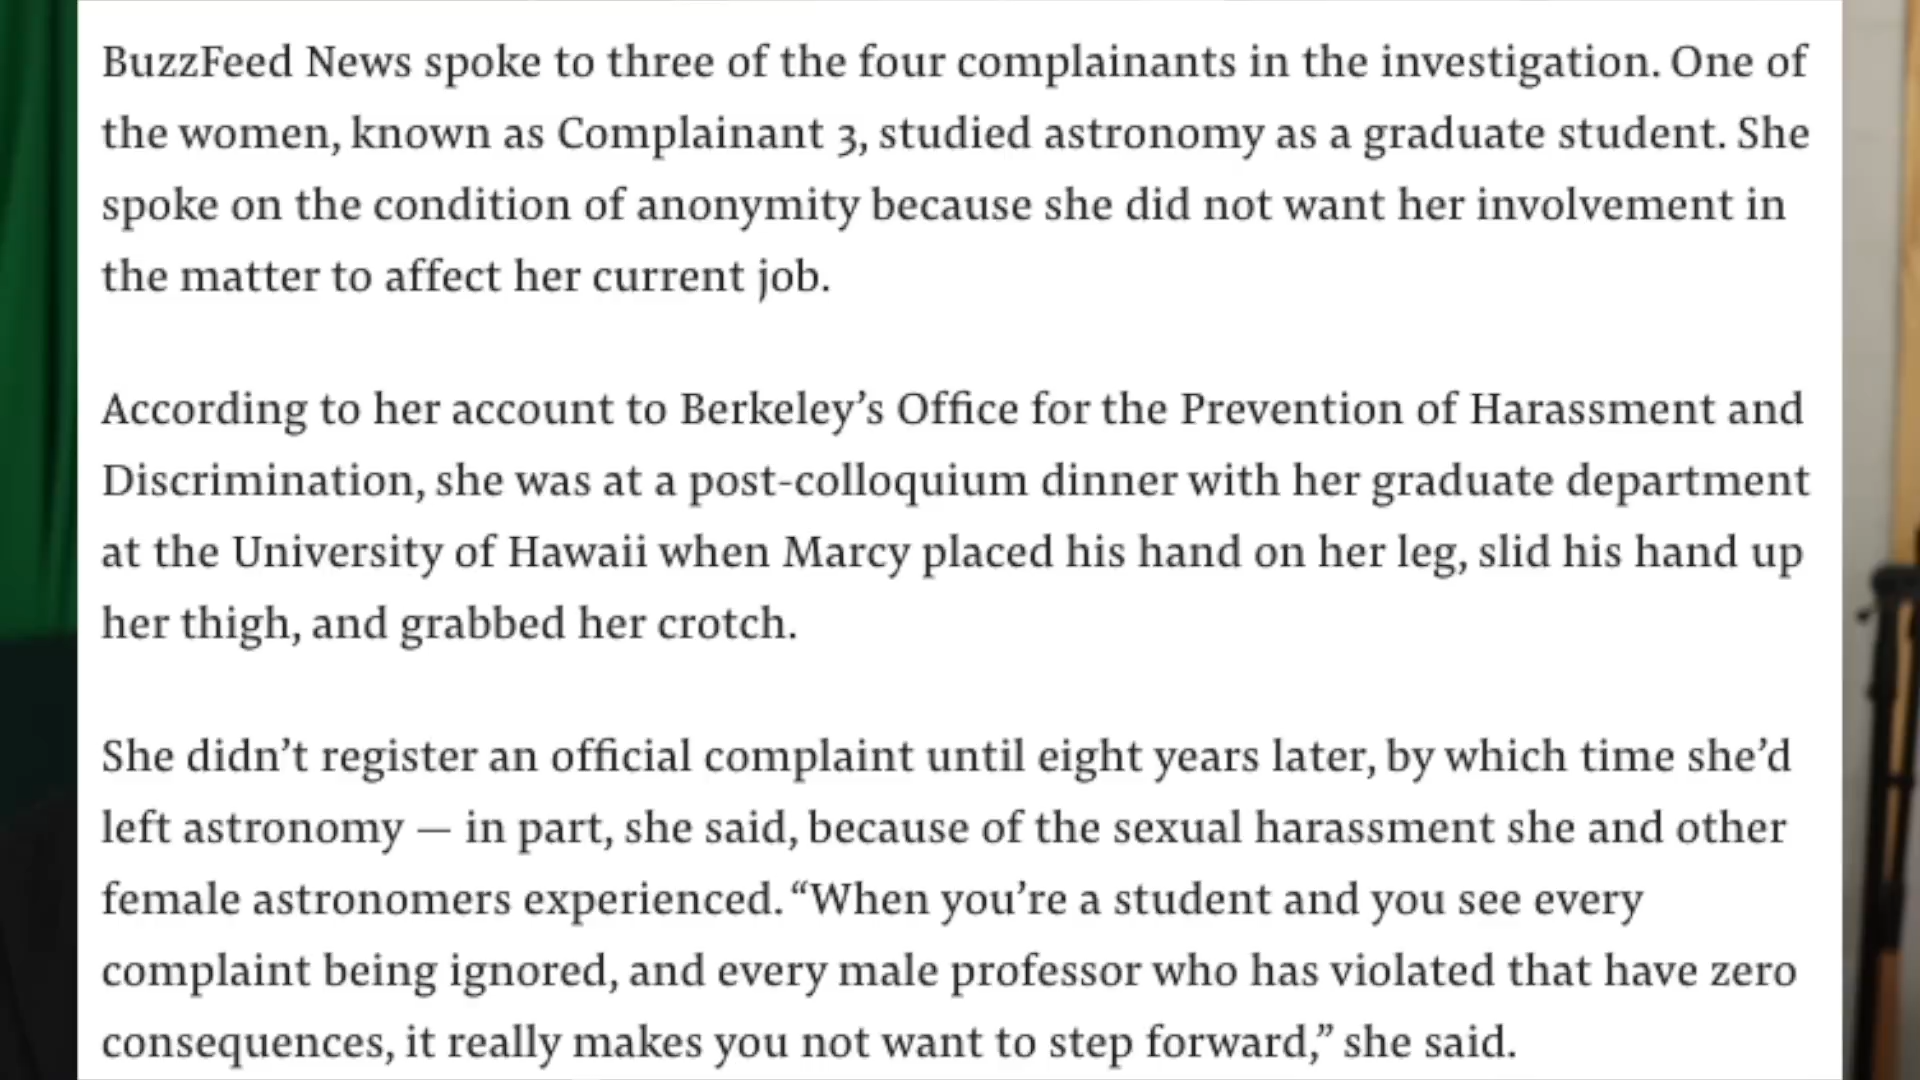 BuzzFeed News spoke to three of the four complainants in the investigation. One of
the women, known as Complainant 3, studied astronomy as a graduate student. She
spoke on the condition of anonymity because she did not want her involvement in
the matter to affect her current job.
According to her account to Berkeley’s Office for the Prevention of Harassment and
Discrimination, she was at a post-colloquium dinner with her graduate department
at the University of Hawaii when Marcy placed his hand on her leg, slid his hand up
her thigh, and grabbed her crotch.
She didn’t register an official complaint until eight years later, by which time she’d
left astronomy — in part, she said, because of the sexual harassment she and other
female astronomers experienced. “When you’re a student and you see every
complaint being ignored, and every male professor who has violated that have zero
consequences, it really makes you not want to step forward,” she said.